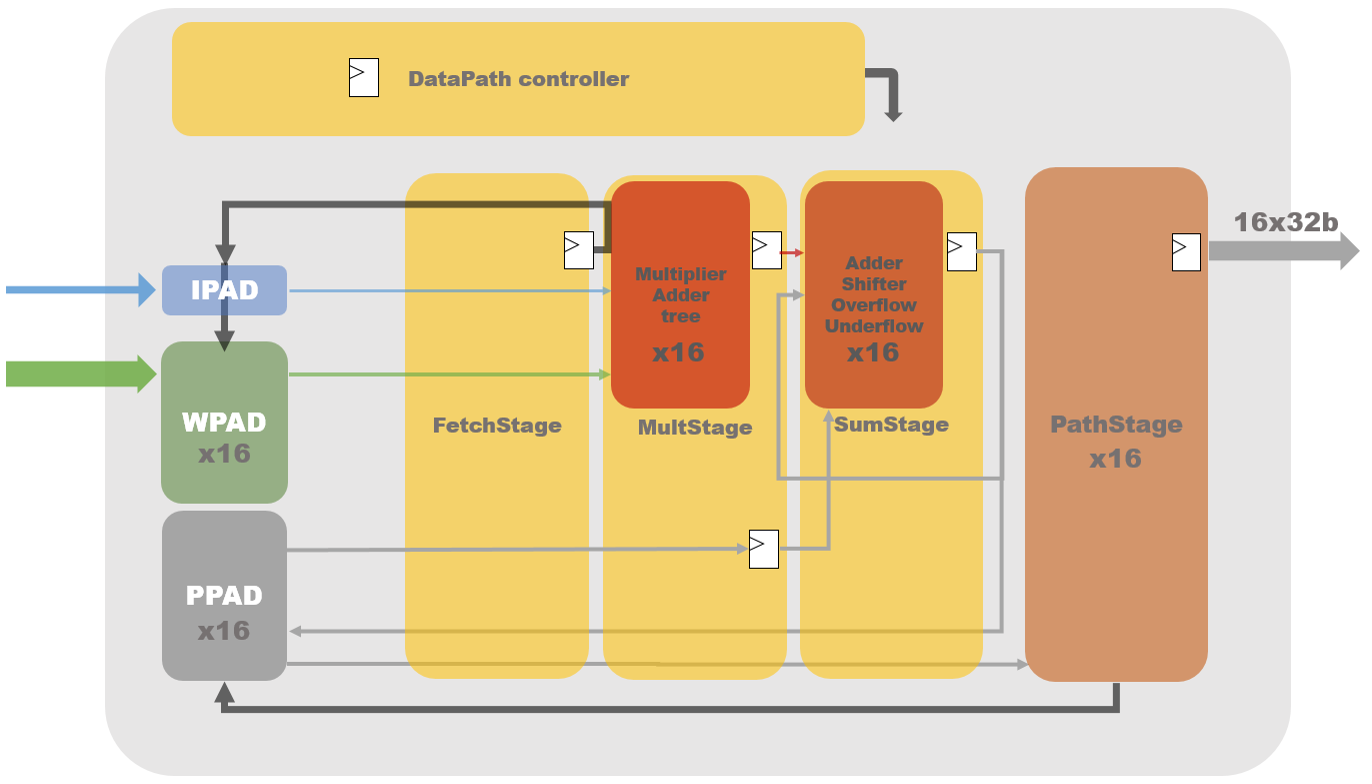 DataPath controller
16x32b
IPAD
Multiplier
Adder
tree
x16
Adder
Shifter
Overflow
Underflow
x16
WPAD
x16
FetchStage
MultStage
SumStage
PathStage
x16
PPAD
x16